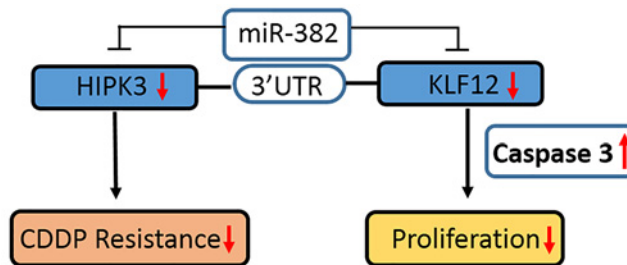 miR-382
HIPK3 ↓
3’UTR
KLF12 ↓
Caspase 3 ↑
CDDP Resistance ↓
Proliferation ↓